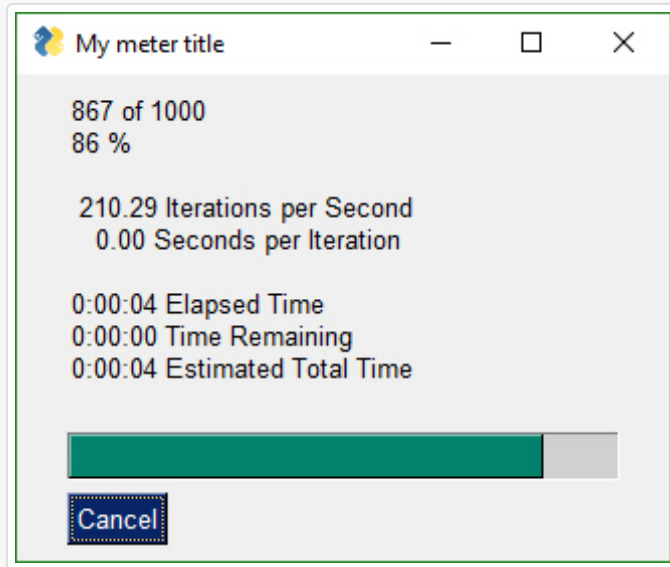 My meter title
867 of 1000
86 %
210.29 Iterations per Second
0.00 Seconds per Iteration
0:00:04 Elapsed Time
0:00:00 Time Remaining
0:00:04 Estimated Total Time
Cancel